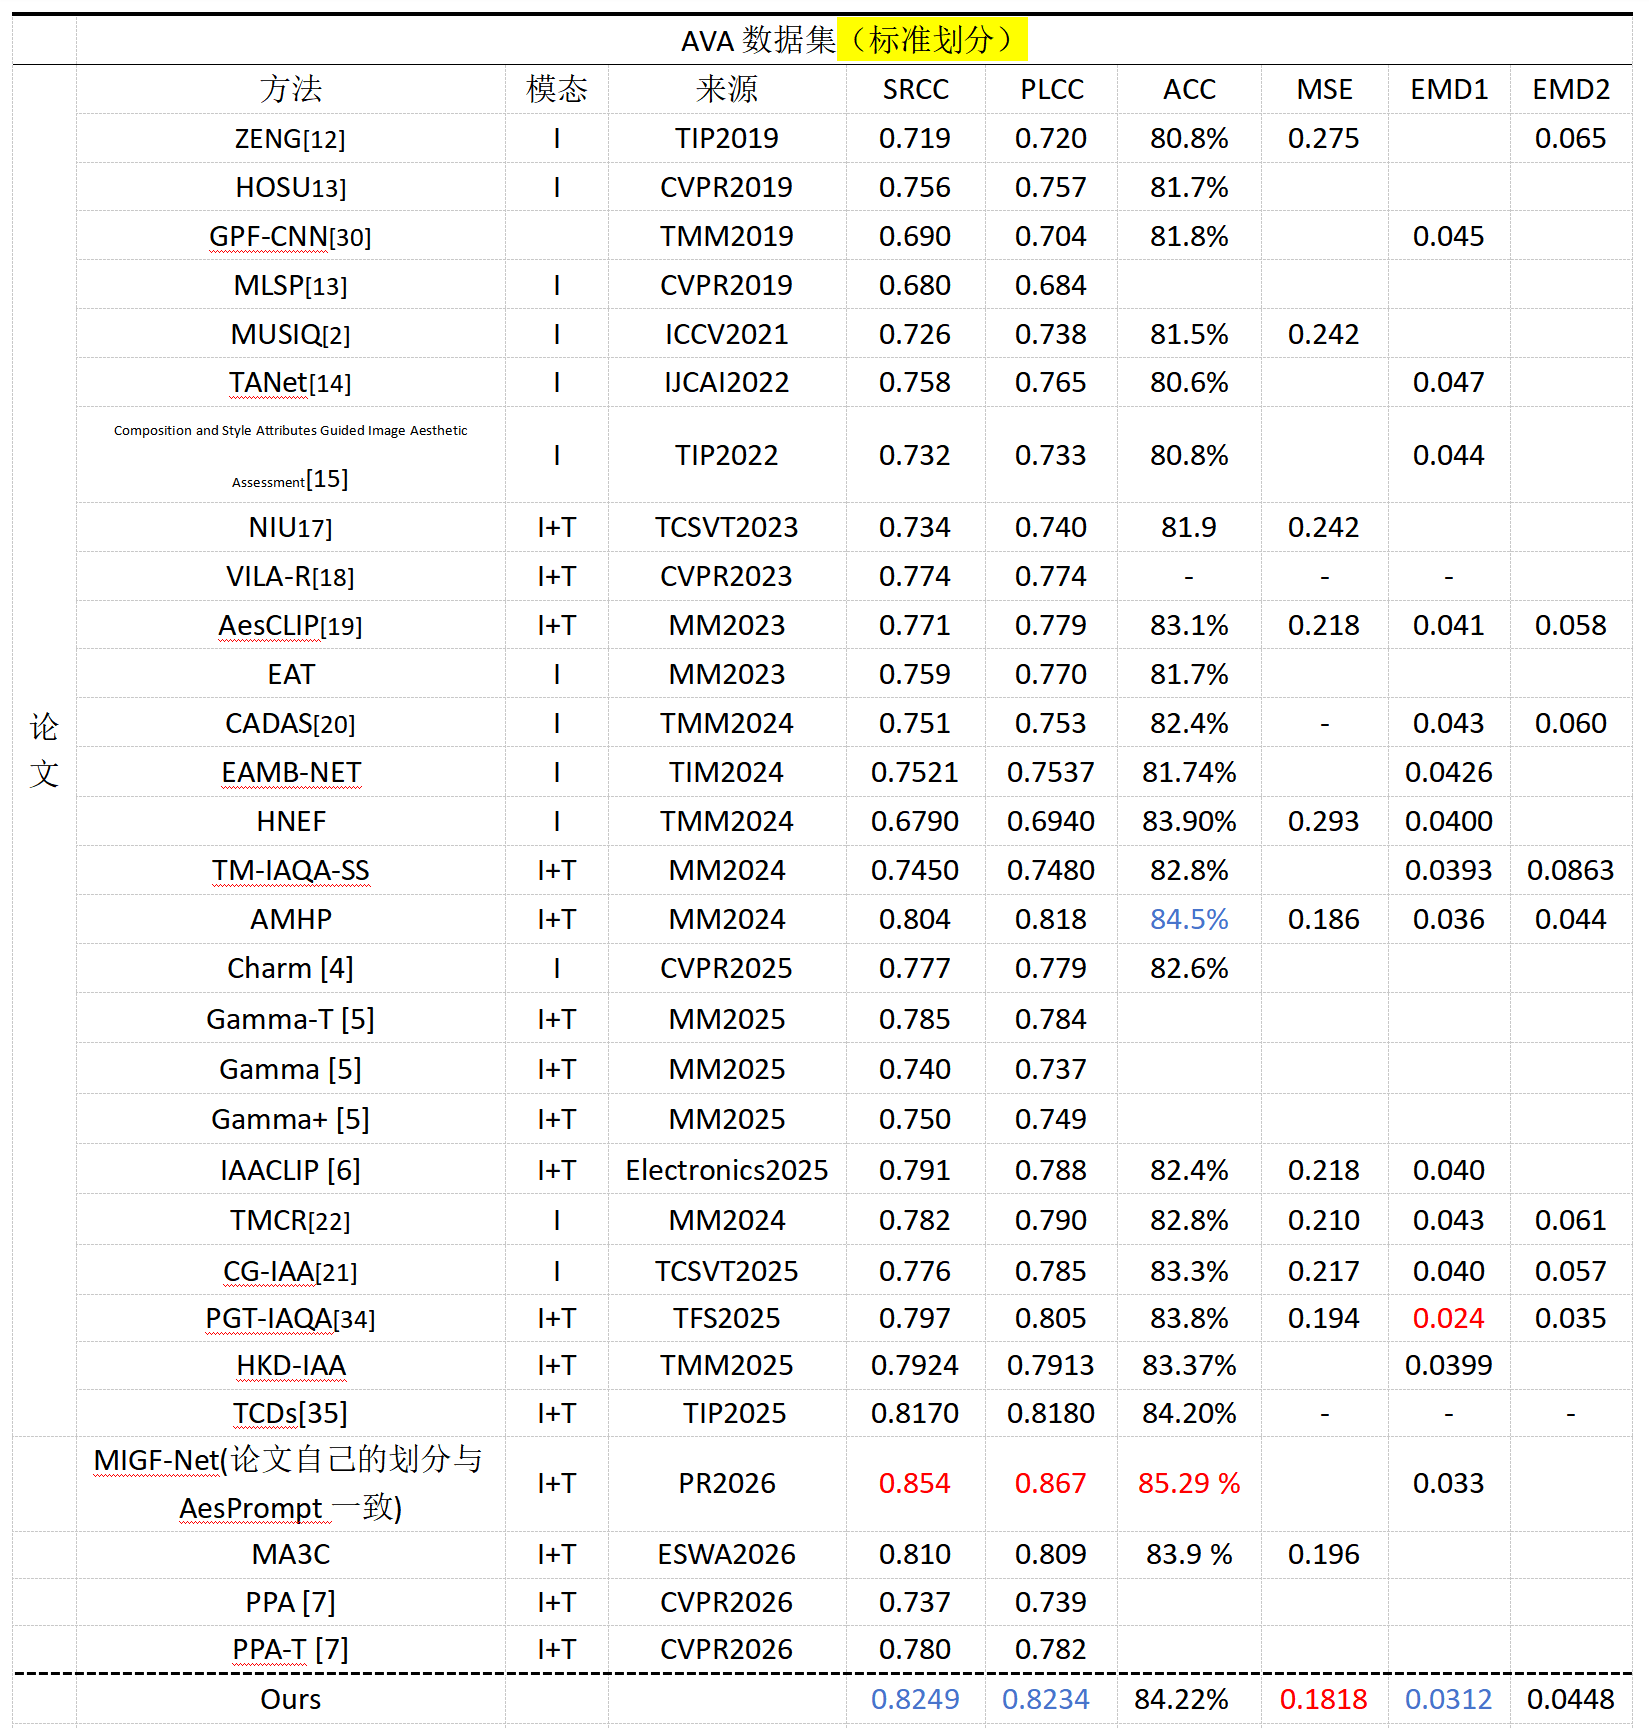 AVA 数据集（标准划分）
方法 模态 来源 SRCC PLCC ACC MSE EMD1 EMD2
ZENG[12] I TIP2019 0.719 0.720 80.8% 0.275 0.065
HOSU13] I CVPR2019 0.756 0.757 81.7%
GPF-CNN[30] TMM2019 0.690 0.704 81.8% 0.045
MLSP[13] I CVPR2019 0.680 0.684
MUSIQ[2] I ICCV2021 0.726 0.738 81.5% 0.242
TANet[14] I IJCAI2022 0.758 0.765 80.6% 0.047
Composition and Style Attributes Guided Image Aesthetic
Assessment[15] I TIP2022 0.732 0.733 80.8% 0.044
NIU17] I+T TCSVT2023 0.734 0.740 81.9 0.242
VILA-R[18] I+T CVPR2023 0.774 0.774 - - -
AesCLIP[19] I+T MM2023 0.771 0.779 83.1% 0.218 0.041 0.058
EAT I MM2023 0.759 0.770 81.7%
论
文
CADAS[20] I TMM2024 0.751 0.753 82.4% - 0.043 0.060
EAMB-NET I TIM2024 0.7521 0.7537 81.74% 0.0426
HNEF I TMM2024 0.6790 0.6940 83.90% 0.293 0.0400
TM-IAQA-SS I+T MM2024 0.7450 0.7480 82.8% 0.0393 0.0863
AMHP I+T MM2024 0.804 0.818 84.5% 0.186 0.036 0.044
Charm [4] I CVPR2025 0.777 0.779 82.6%
Gamma-T [5] I+T MM2025 0.785 0.784
Gamma [5] I+T MM2025 0.740 0.737
Gamma+ [5] I+T MM2025 0.750 0.749
IAACLIP [6] I+T Electronics2025 0.791 0.788 82.4% 0.218 0.040
TMCR[22] I MM2024 0.782 0.790 82.8% 0.210 0.043 0.061
CG-IAA[21] I TCSVT2025 0.776 0.785 83.3% 0.217 0.040 0.057
PGT-IAQA[34] I+T TFS2025 0.797 0.805 83.8% 0.194 0.024 0.035
HKD-IAA I+T TMM2025 0.7924 0.7913 83.37% 0.0399
TCDs[35] I+T TIP2025 0.8170 0.8180 84.20% - - -
MIGF-Net(论文自己的划分与
AesPrompt 一致) I+T PR2026 0.854 0.867 85.29 % 0.033
MA3C I+T ESWA2026 0.810 0.809 83.9 % 0.196
PPA [7] I+T CVPR2026 0.737 0.739
PPA-T [7] I+T CVPR2026 0.780 0.782
Ours 0.8249 0.8234 84.22% 0.1818 0.0312 0.0448